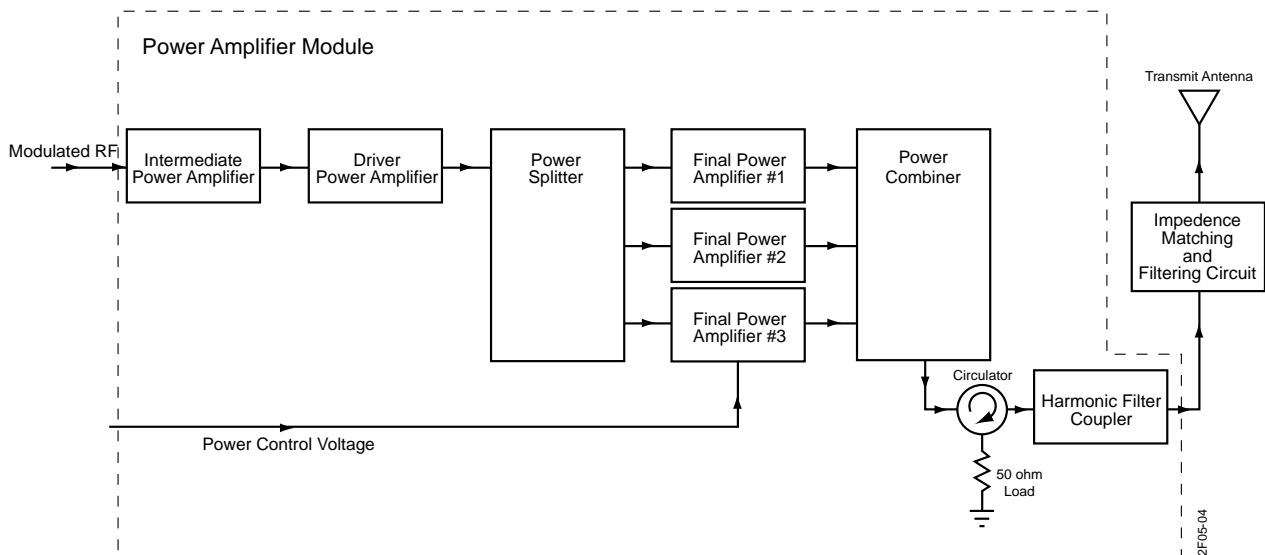 Power Amplifier Module
Transmit Antenna
Modulated RF
Intermediate
Power Amplifier
Driver
Power Amplifier
Power
Splitter
Final Power
Amplifier #1
Final Power
Amplifier #2
Final Power
Amplifier #3
Power
Combiner
Impedence
Matching
and
Filtering Circuit
Circulator
Harmonic Filter
Coupler
Power Control Voltage
50 ohm
Load
2F05-04